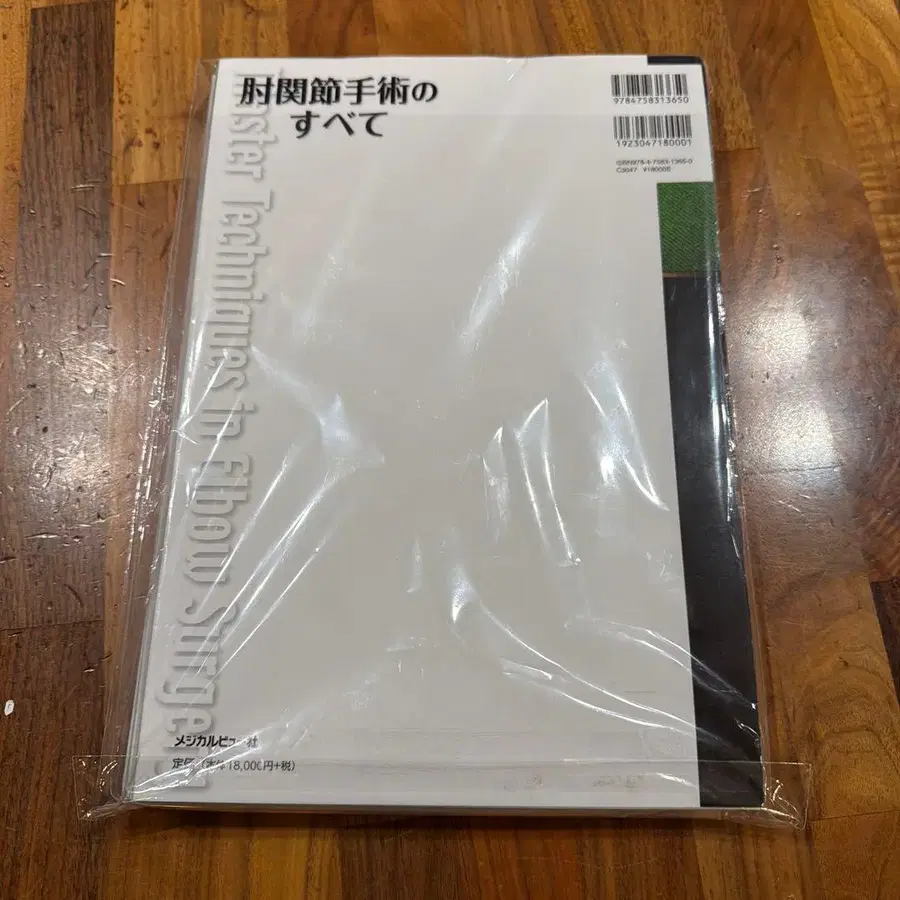 肘関節手術の
すべて
Master Techniques in Elbow Surgery
9784758313650
1923047180001
ISBN978-4-7583-1365-0
C3047 ¥18000E
メジカルビュー社
定価(本体18,000円+税)